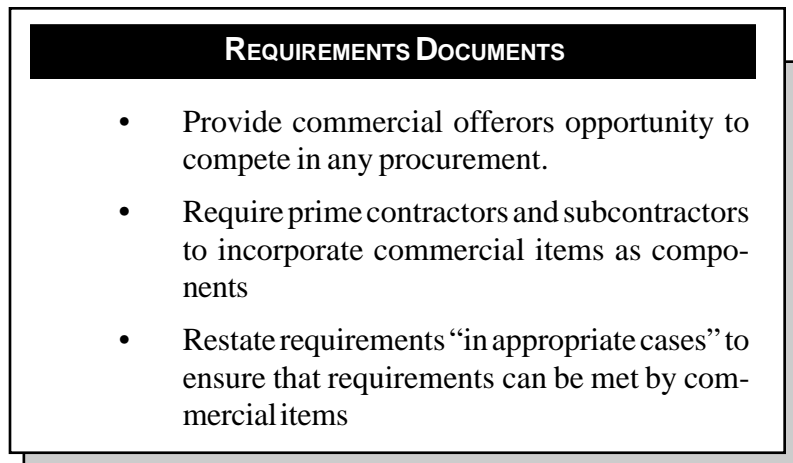 REQUIREMENTS DOCUMENTS
• Provide commercial offerors opportunity to
compete in any procurement.
• Require prime contractors and subcontractors
to incorporate commercial items as compo-
nents
• Restate requirements “in appropriate cases” to
ensure that requirements can be met by com-
mercial items